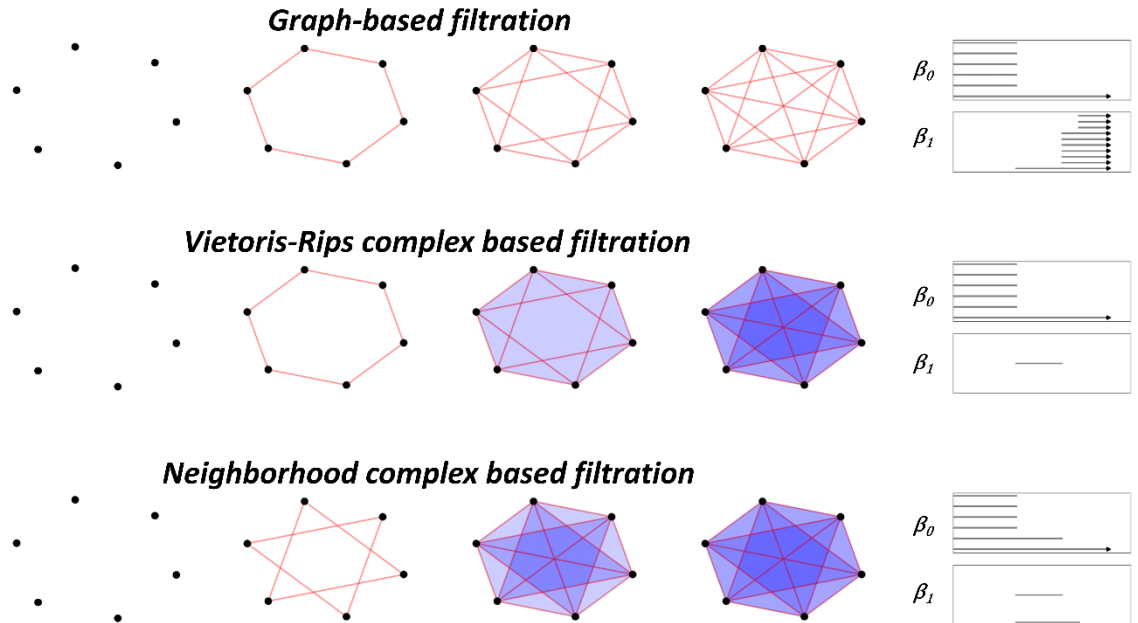 Graph-based filtration
β0
β1
Vietoris-Rips complex based filtration
β0
β1
Neighborhood complex based filtration
β0
β1